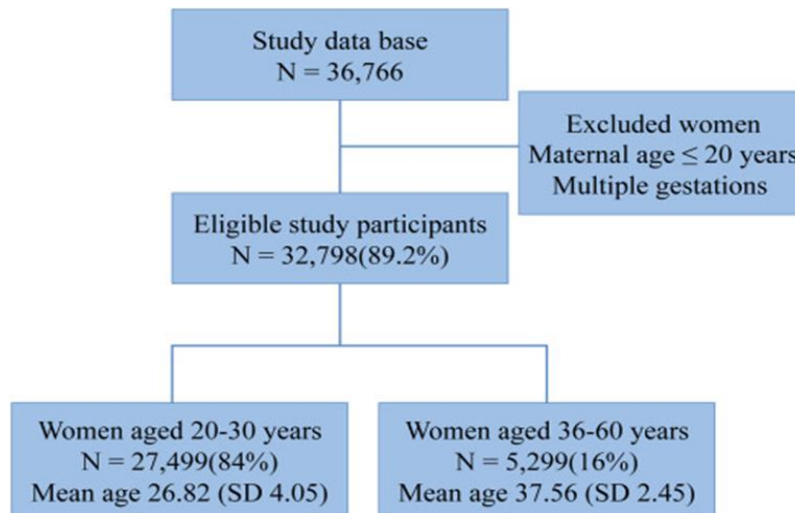 Study data base
N = 36,766
Excluded women
Maternal age ≤ 20 years
Multiple gestations
Eligible study participants
N = 32,798(89.2%)
Women aged 20-30 years
N = 27,499(84%)
Mean age 26.82 (SD 4.05)
Women aged 36-60 years
N = 5,299(16%)
Mean age 37.56 (SD 2.45)